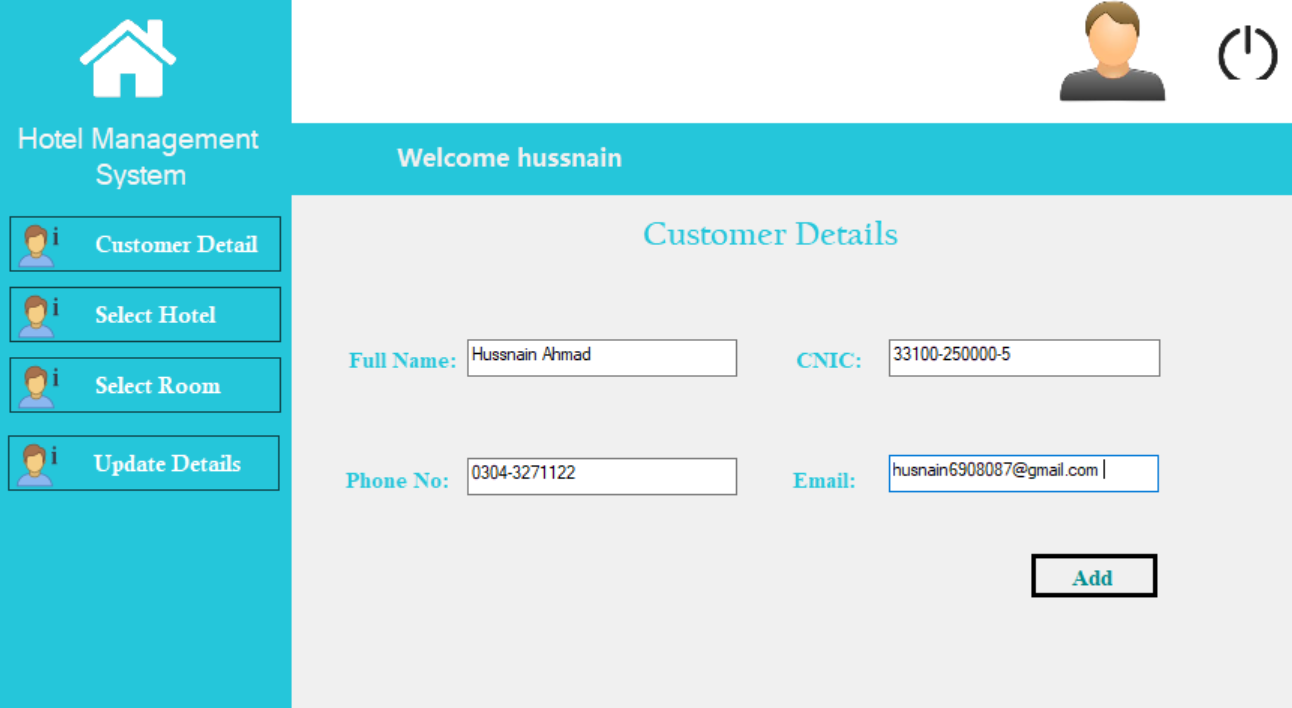 Hotel Management
System
Welcome hussnain
Customer Detail
Select Hotel
Select Room
Update Details
Customer Details
Full Name: Hussnain Ahmad CNIC: 33100-250000-5
Phone No: 0304-3271122 Email: husnain6908087@gmail.com
Add